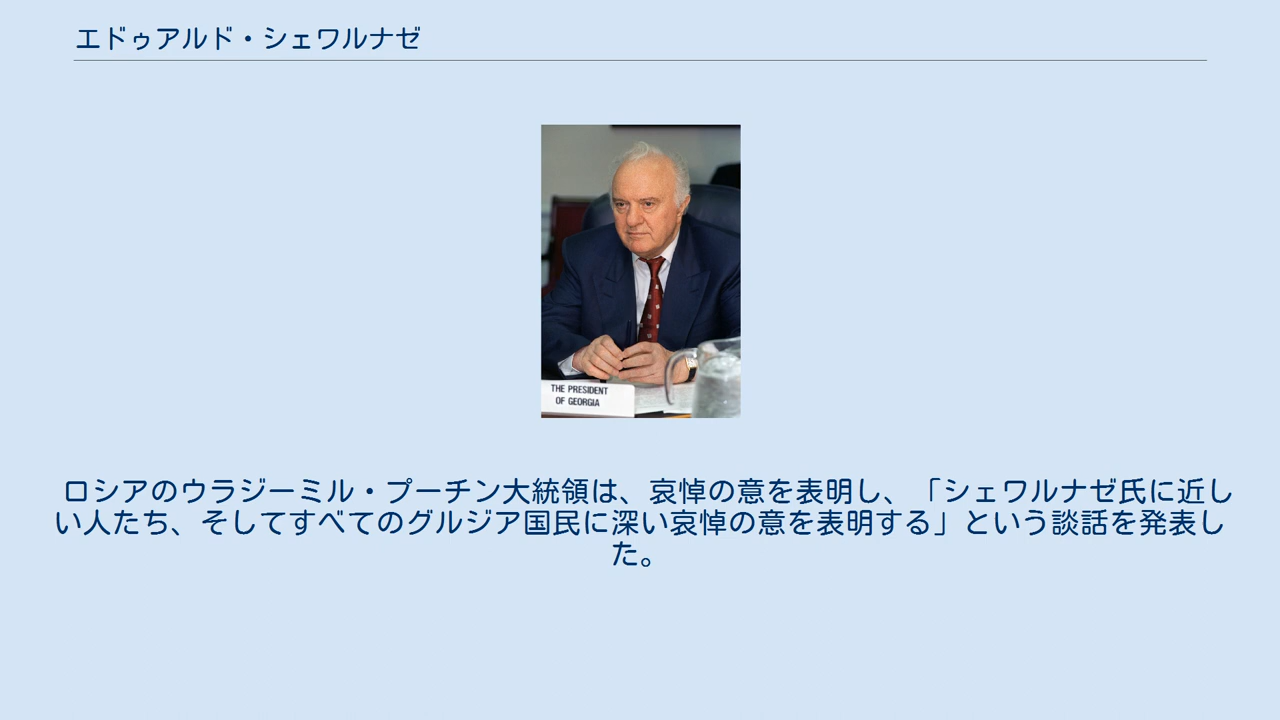 エドゥアルド・シェワルナゼ
THE PRESIDENT
OF GEORGIA
ロシアのウラジーミル・プーチン大統領は、哀悼の意を表明し、「シェワルナゼ氏に近し
い人たち、そしてすべてのグルジア国民に深い哀悼の意を表明する」という談話を発表し
た。